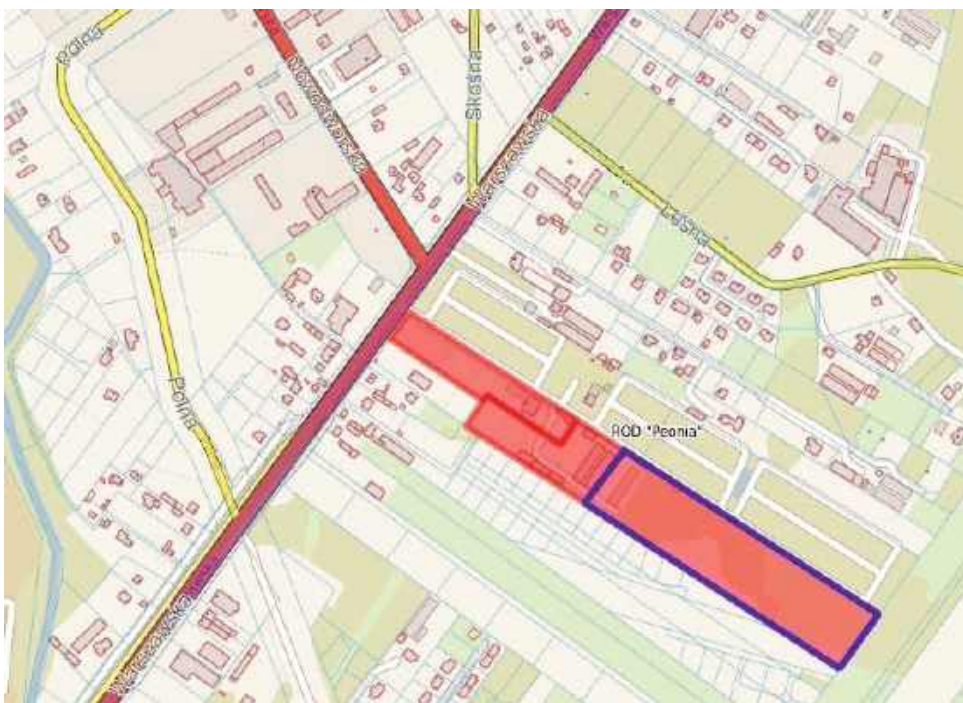 Polna
Nowodworska
Skośna
Warszawska
Leśna
Polna
ROD "Peonia"
Warszawska